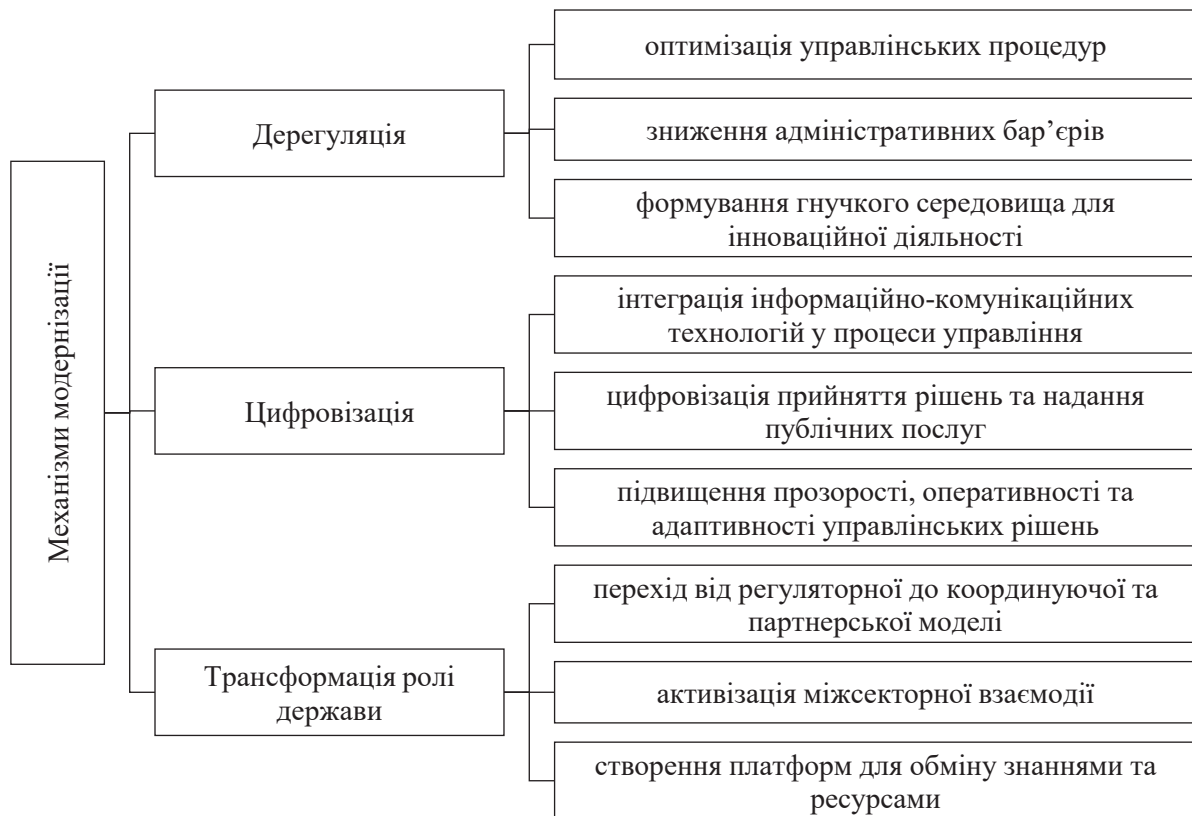 Механізми модернізації
Дерегуляція
оптимізація управлінських процедур
зниження адміністративних бар’єрів
формування гнучкого середовища для
інноваційної діяльності
Цифровізація
інтеграція інформаційно-комунікаційних
технологій у процеси управління
цифровізація прийняття рішень та надання
публічних послуг
підвищення прозорості, оперативності та
адаптивності управлінських рішень
Трансформація ролі
держави
перехід від регуляторної до координуючої та
партнерської моделі
активізація міжсекторної взаємодії
створення платформ для обміну знаннями та
ресурсами